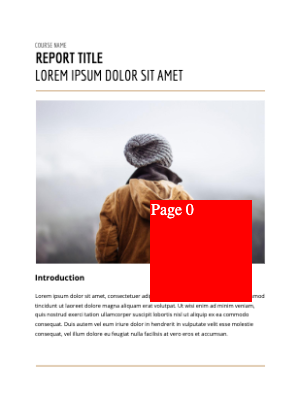 COURSE NAME
REPORT TITLE
LOREM IPSUM DOLOR SIT AMET
Page 0
Introduction
Lorem ipsum dolor sit amet, consectetuer ad mod
tincidunt ut laoreet dolore magna aliquam erat volutpat. Ut wisi enim ad minim veniam,
quis nostrud exerci tation ullamcorper suscipit lobortis nisl ut aliquip ex ea commodo
consequat. Duis autem vel eum iriure dolor in hendrerit in vulputate velit esse molestie
consequat, vel illum dolore eu feugiat nulla facilisis at vero eros et accumsan.